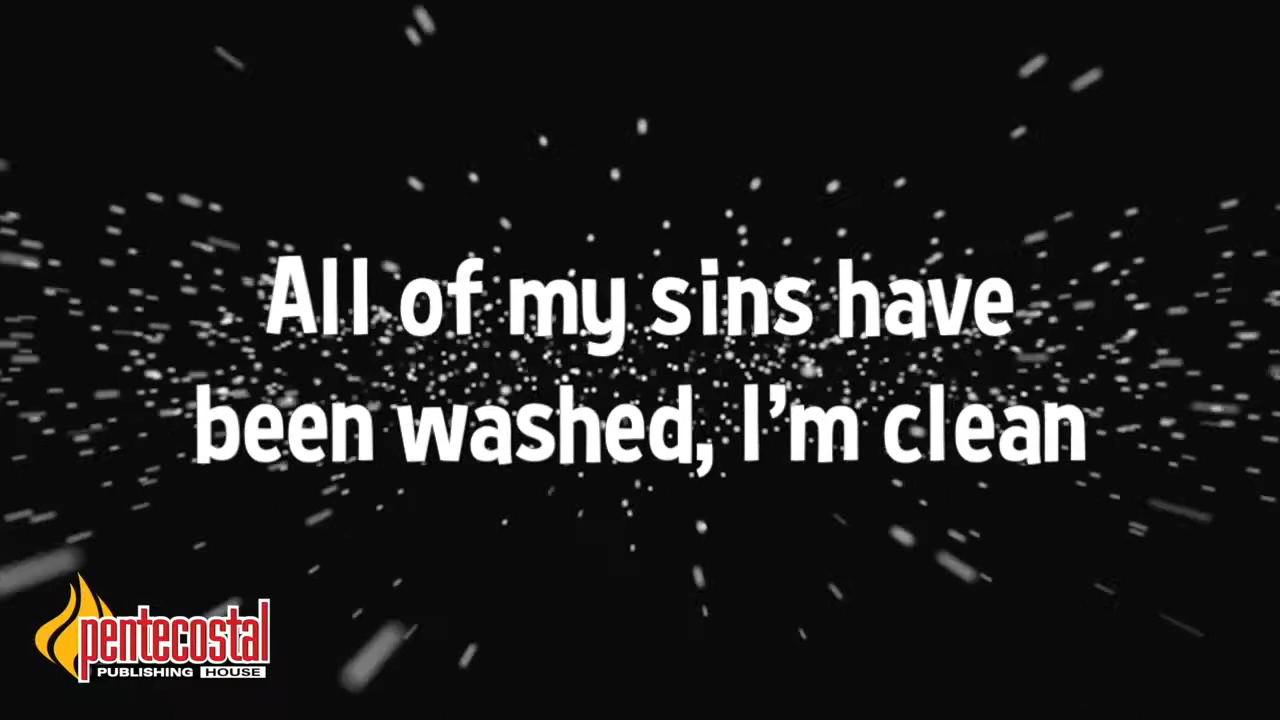 All of my sins have
been washed, I'm clean
pentecostal
PUBLISHING HOUSE